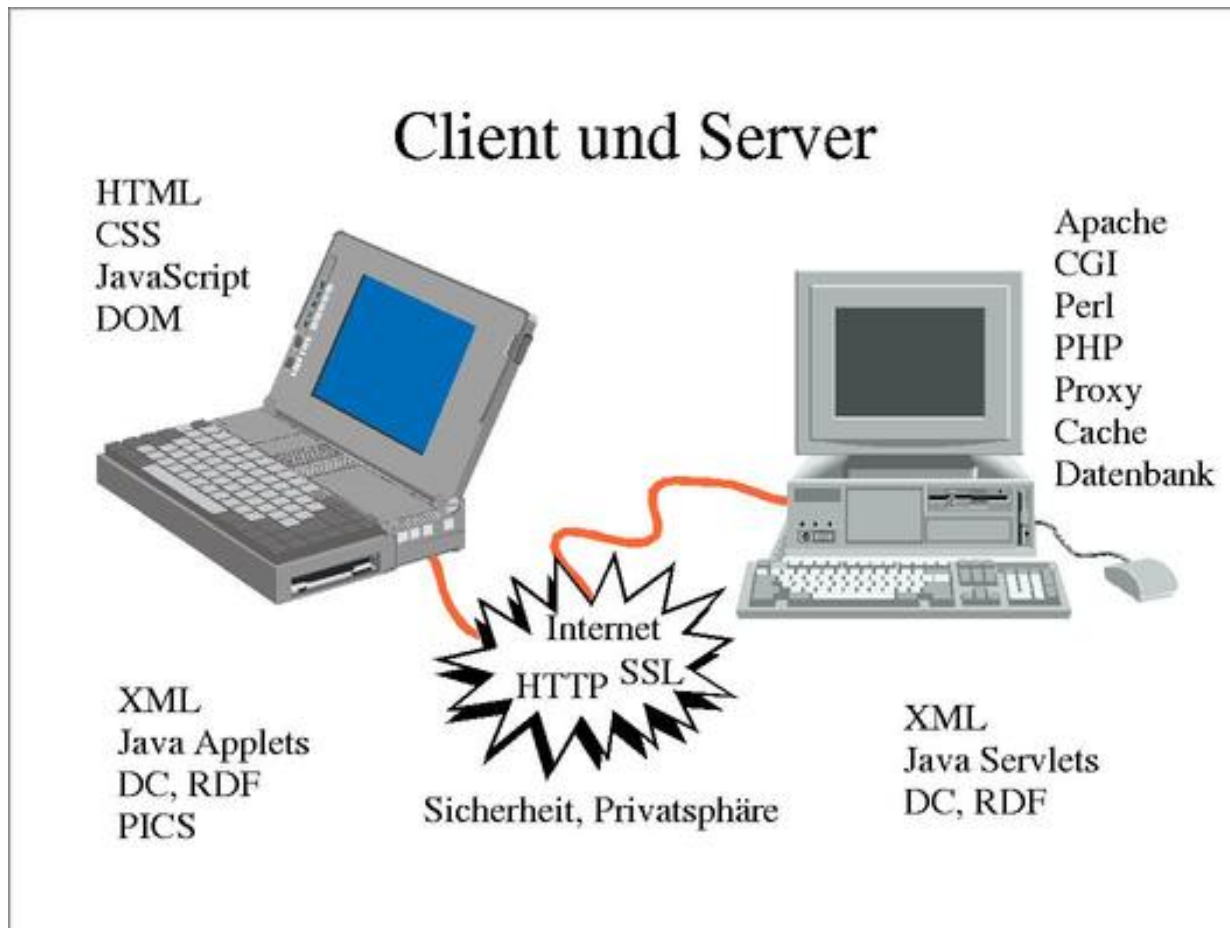 Client und Server
HTML
CSS
JavaScript
DOM
Apache
CGI
Perl
PHP
Proxy
Cache
Datenbank
Internet
HTTP SSL
XML
Java Applets
DC, RDF
PICS
Sicherheit, Privatsphäre
XML
Java Servlets
DC, RDF